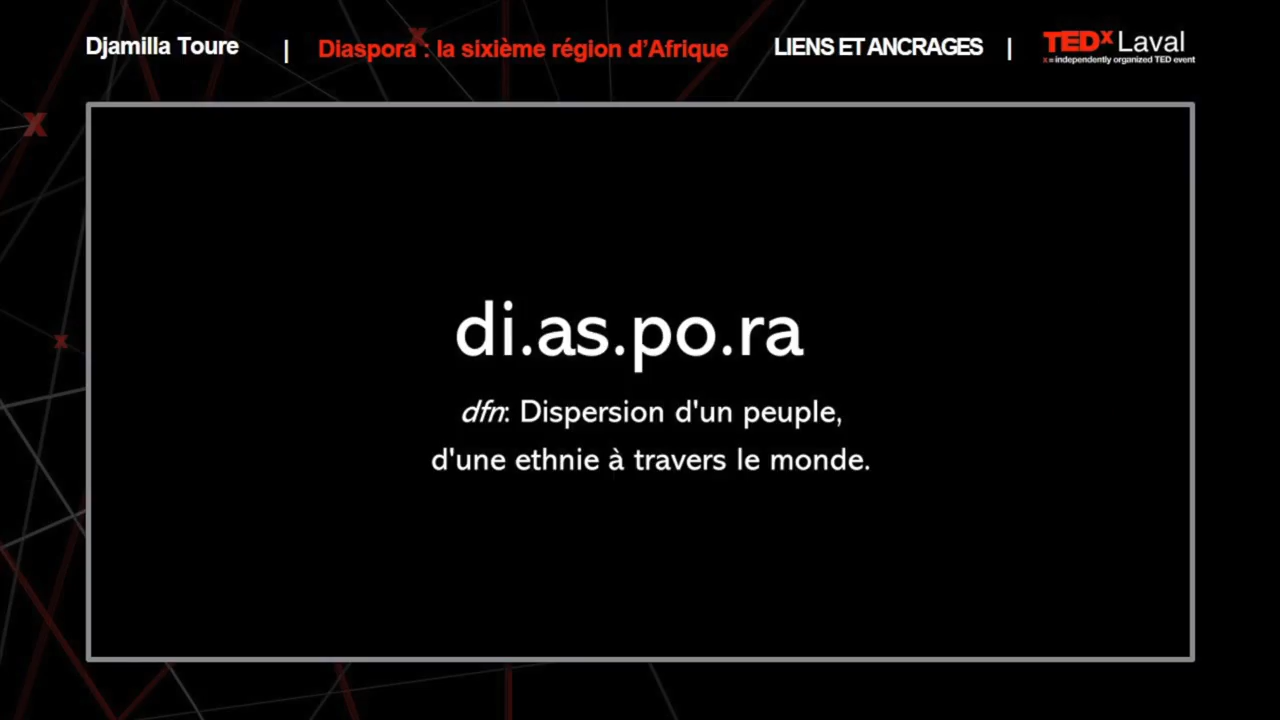 Djamilla Toure | Diaspora : la sixième région d’Afrique LIENS ET ANCRAGES | TEDx Laval
x = independently organized TED event
di.as.po.ra
dfn: Dispersion d'un peuple,
d'une ethnie à travers le monde.